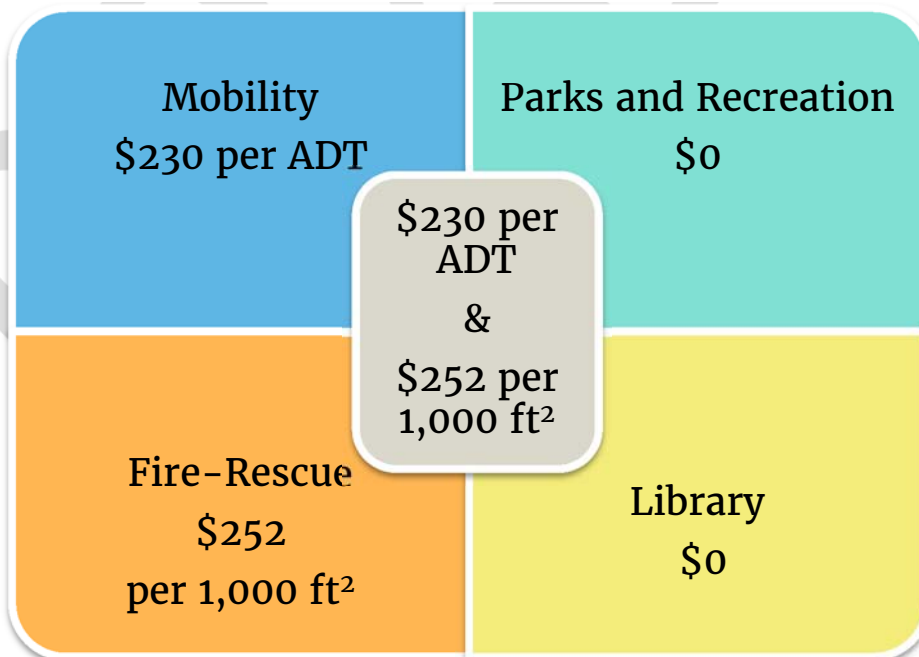 Mobility
$230 per ADT
Parks and Recreation
$0
$230 per
ADT
&
$252 per
1,000 ft²
Fire-Rescue
$252
per 1,000 ft²
Library
$0